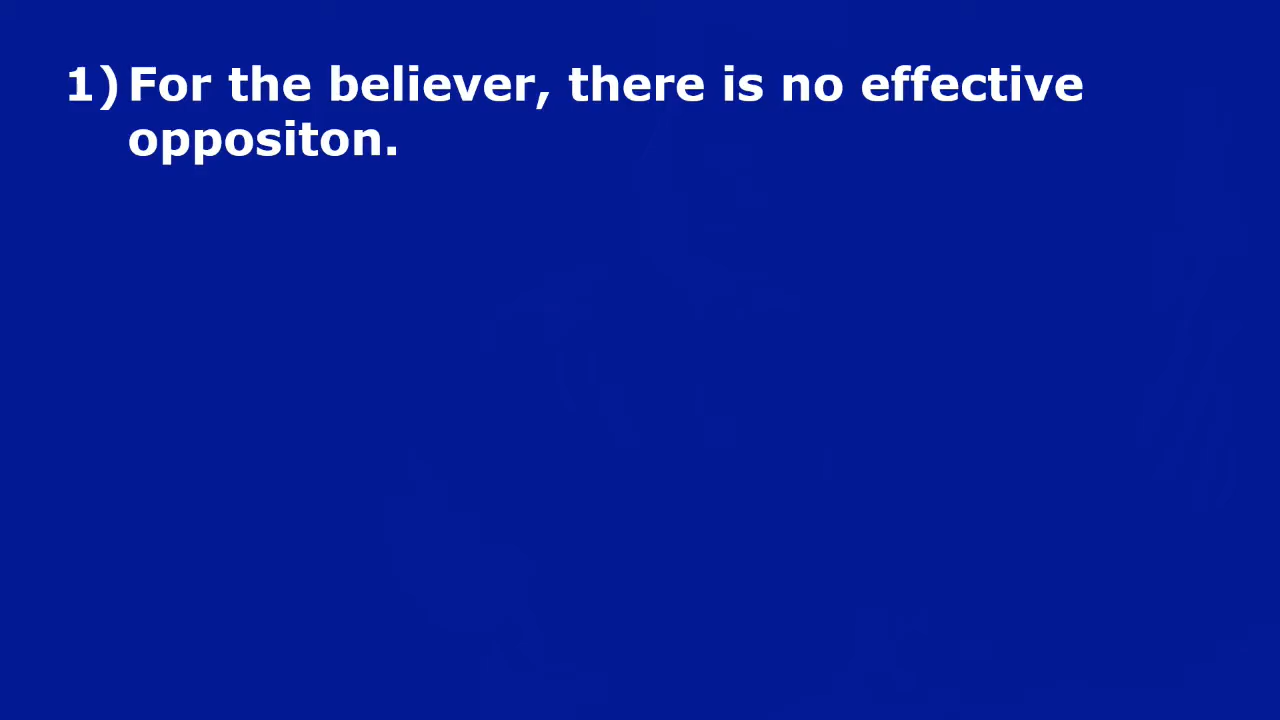 1) For the believer, there is no effective
oppositon.